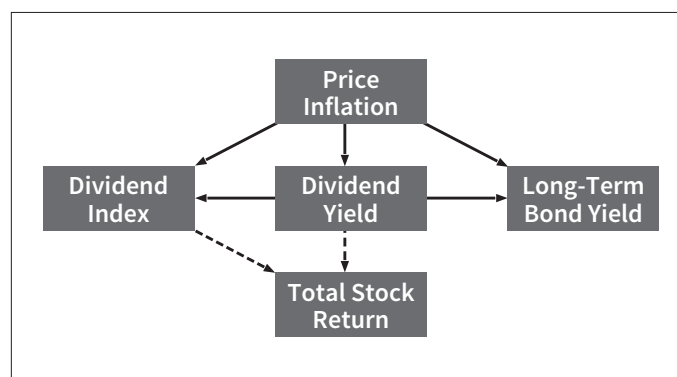 Price
Inflation
Dividend
Index
Dividend
Yield
Long-Term
Bond Yield
Total Stock
Return